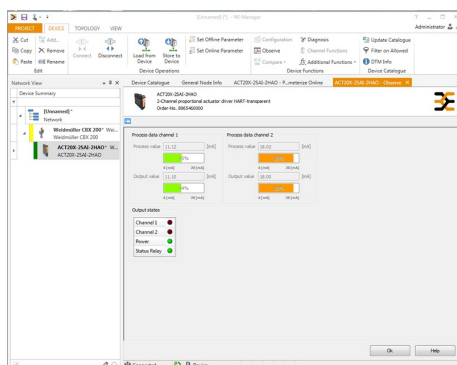 [Unnamed] (*) - WI-Manager
PROJECT DEVICE TOPOLOGY VIEW
Administrator
Cut
Copy
Paste
Add...
Remove
Rename
Connect
Disconnect
Load from Device
Store to Device
Set Offline Parameter
Set Online Parameter
Configuration
Observe
Compare
Diagnosis
Channel Functions
Additional Functions
Update Catalogue
Filter on Allowed
DTM Info
Edit
Device Operations
Device Functions
Device Catalogue
Network View
Device Summary
[Unnamed]*
Network
Weidmüller CBX 200* Wei...
Weidmüller CBX 200
ACT20X-2SAI-2HAO* W...
ACT20X-2SAI-2HAO
Device Catalogue
General Node Info
ACT20X-2SAI-2HAO - P...meterize Online
ACT20X-2SAI-2HAO - Observe
ACT20X-2SAI-2HAO
2-Channel proportional actuator driver HART-transparent
Order-No. 8965460000
Process data channel 1
Process value 11.12 [mA]
4 [mA] 20 [mA]
Output value 11.10 [mA]
4 [mA] 20 [mA]
Process data channel 2
Process value 18.02 [mA]
4 [mA] 20 [mA]
Output value 18.00 [mA]
4 [mA] 20 [mA]
Output states
Channel 1
Channel 2
Power
Status Relay
Ok
Help
Connected
Device